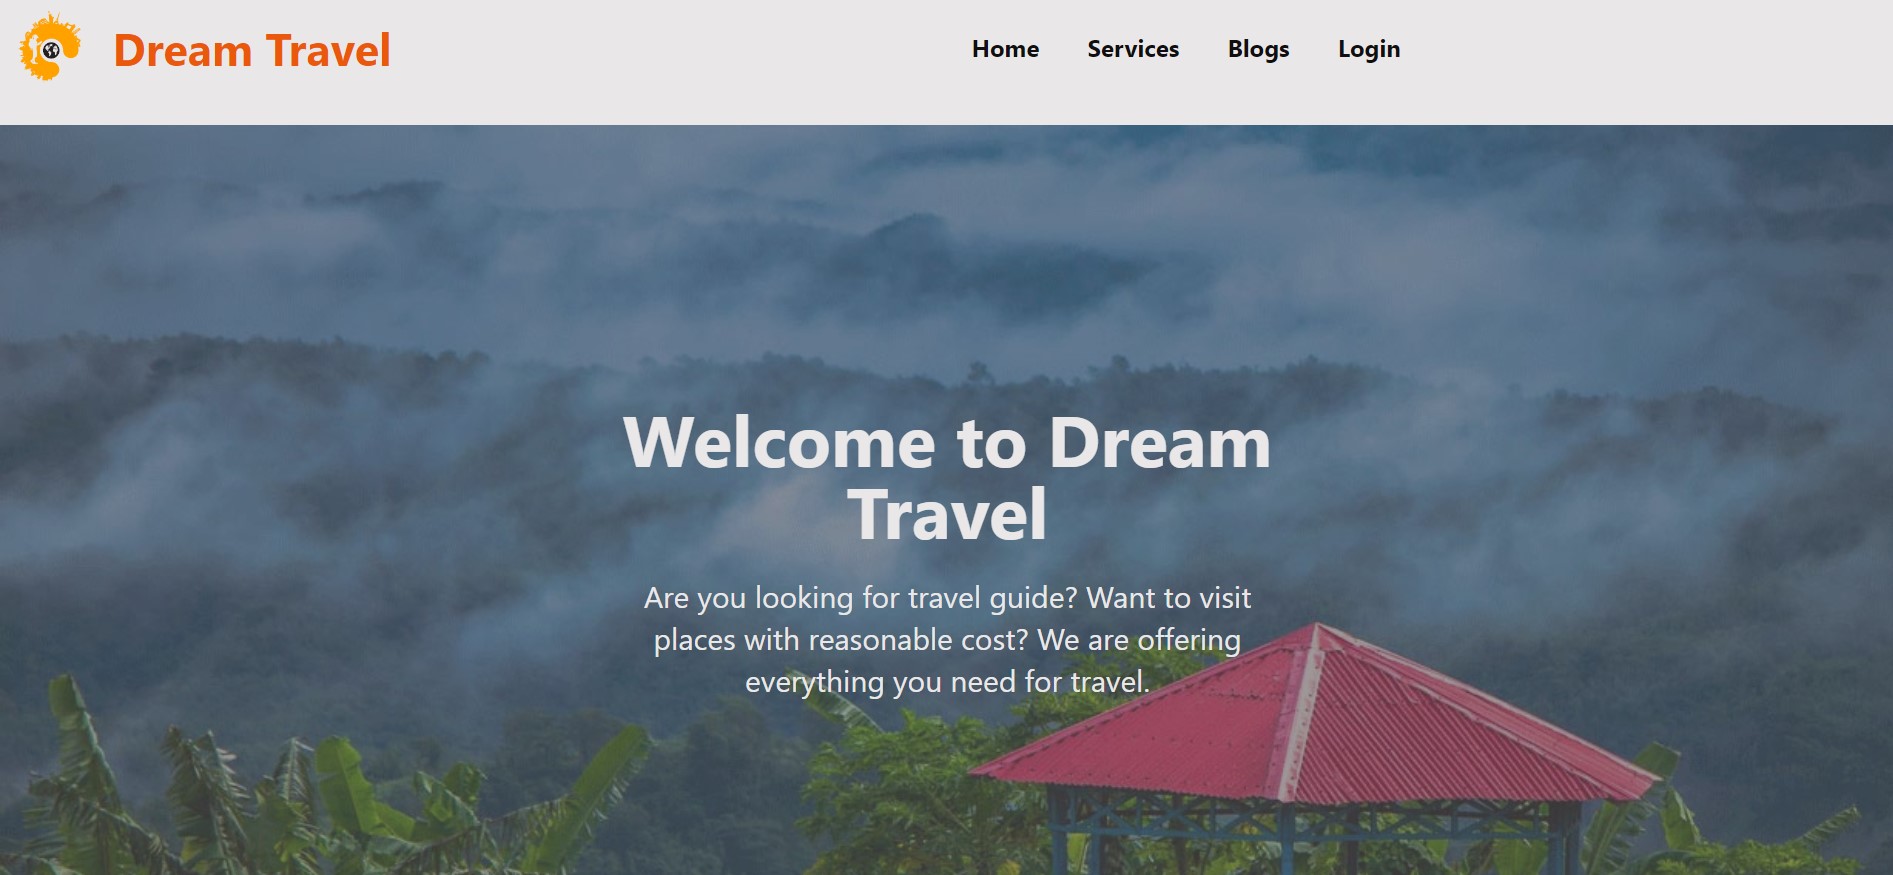 Dream Travel
Home Services Blogs Login
Welcome to Dream
Travel
Are you looking for travel guide? Want to visit
places with reasonable cost? We are offering
everything you need for travel.